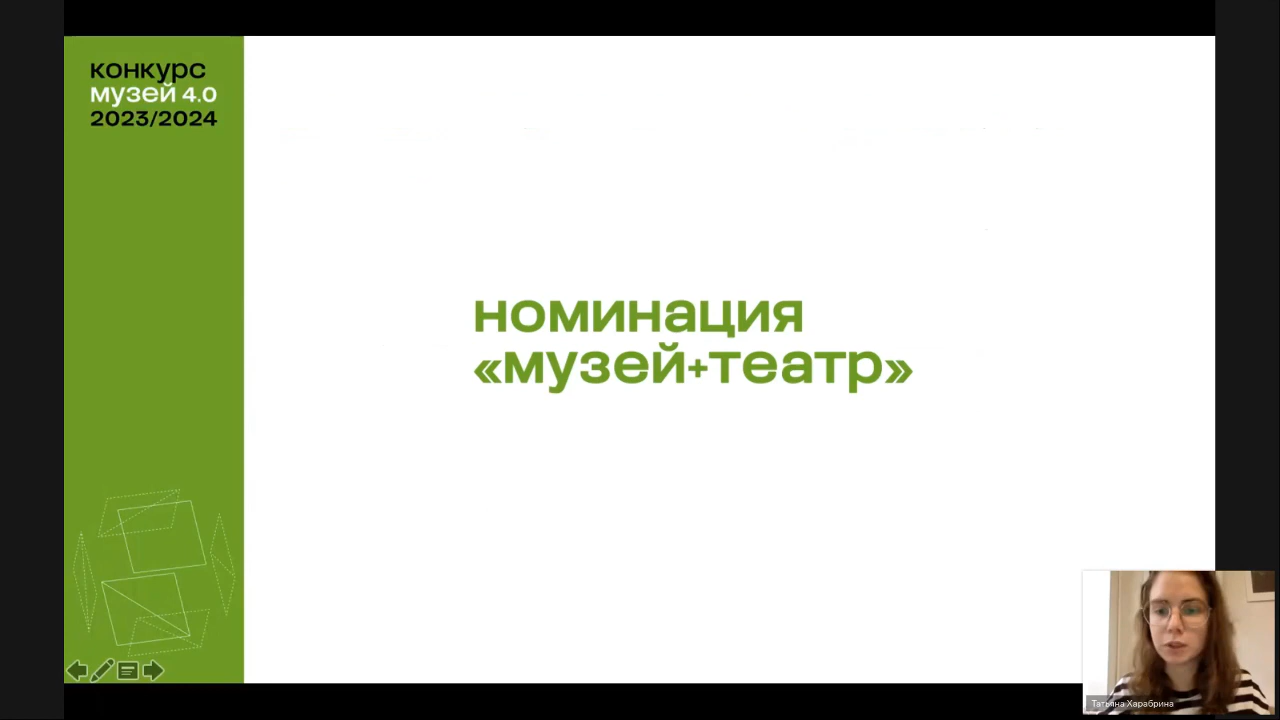 конкурс
музей 4.0
2023/2024
номинация
«музей+театр»
Татьяна Харабрина